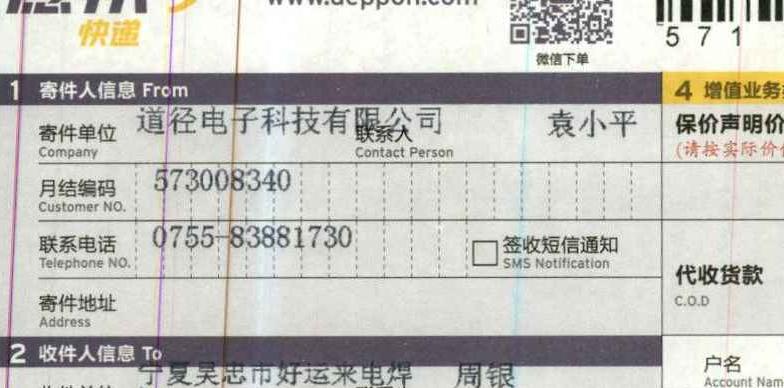 快递
www.deppon.com
微信下单
571
1 寄件人信息 From
4 增值业务
寄件单位 道径电子科技有限公司 联系人 袁小平
Company Contact Person
保价声明价
(请按实际价
月结编码 573008340
Customer NO.
联系电话 0755-83881730
Telephone NO.
签收短信通知
SMS Notification
代收货款
C.O.D
寄件地址
Address
2 收件人信息 To
宁夏吴忠市好运来电焊 周银
户名
Account Nam